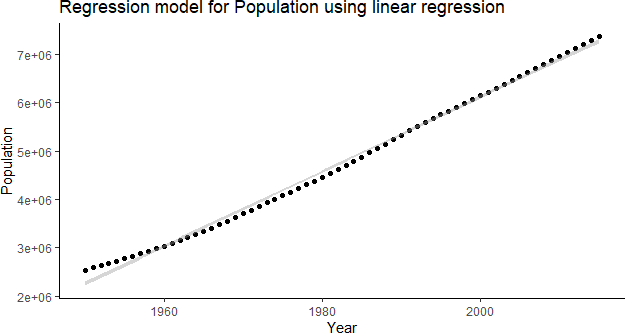 Regression model for Population using linear regression
7e+06
6e+06
5e+06
4e+06
3e+06
2e+06
Population
1960 1980 2000
Year